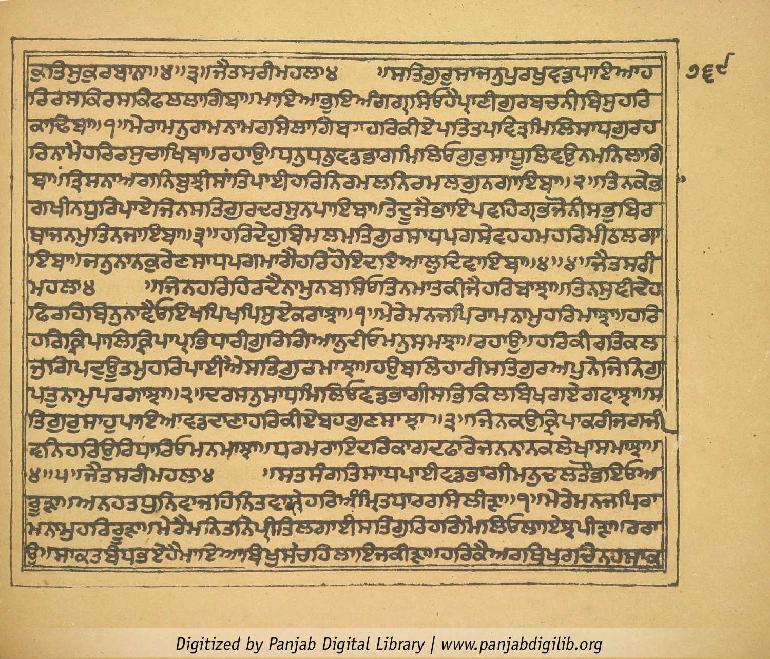 ੭੬੯
ਕੁਤਿਸੁਕੁਰਬਾਨਾ॥੪॥੩॥ਜੈਤਸਰੀਮਹਲਾ੪ ॥ਸਤਿਗੁਰੁਸਾਜਨੁਪੁਰਖੁਵਡਪਾਇਆਹ
ਰਿਰਸਕਿਰਸਕਿਫਲਲਾਗਿਬਾ॥ਮਾਇਆਭੁਇਅੰਗਗ੍ਰਸਿਓਹੈਪ੍ਰਾਣੀਗੁਰਬਚਨੀਬਿਸੁਹਰਿ
ਕਾਢਿਬਾ॥੧॥ਮੇਰਾਮਨੁਰਾਮਨਾਮਰਸਿਲਾਗਿਬਾ॥ਹਰਿਕੀਏਪਤਿਤਪਵਿਤ੍ਰਮਿਲਿਸਾਧਗੁਰਹ
ਰਿਨਾਮੈਹਰਿਰਸੁਚਾਖਿਬਾ॥ਰਹਾਉ॥ਧਨੁਧਨੁਵਡਭਾਗਮਿਲਿਓਗੁਰੁਸਾਧੂਲਿਵਉਨਮਨਿਲਾਗਿ
ਬਾ॥ਤ੍ਰਿਸਨਾਅਗਨਿਬੁਝੀਸਾਂਤਿਪਾਈਹਰਿਨਿਰਮਲਨਿਰਮਲਗੁਨਗਾਇਬਾ॥੨॥ਤਿਨਕੇਭ
ਗਖੀਨਧੁਰਿਪਾਏਜਿਨਸਤਿਗੁਰਦਰਸੁਨਪਾਇਬਾ॥ਤੇਦੂਜੈਭਾਇਪਵਹਿਗ੍ਰਭਜੋਨੀਸਭੁਬਿਰ
ਥਾਜਨਮੁਤਿਨਜਾਇਬਾ॥੩॥ਹਰਿਦੇਹੁਬਿਮਲਮਤਿਗੁਰਸਾਧਪਗਸੇਵਹਹਮਹਰਿਮੀਠਲਗਾ
ਇਬਾ॥ਜਨੁਨਾਨਕੁਰੇਣਸਾਧਪਗਮਾਗੈਹਰਿਹੋਇਦਇਆਲੁਦਿਵਾਇਬਾ॥੪॥੪॥ਜੈਤਸਰੀ
ਮਹਲਾ੪ ॥ਜਿਨਹਰਿਹਿਰਦੈਨਾਮੁਨਬਸਿਓਤਿਨਮਾਤਕੀਜੈਹਰਿਬਾਂਝਾ॥ਤਿਨਸੁੰਞੀਦੇਹ
ਫਿਰਹਿਬਿਨੁਨਾਵੈਓਇਖਪਿਖਪਿਮੁਏਕਰਾਂਝਾ॥੧॥ਮੇਰੇਮਨਜਪਿਰਾਮਨਾਮੁਹਰਿਮਾਝਾ॥ਹਰਿ
ਹਰਿਕ੍ਰਿਪਾਲਿਕ੍ਰਿਪਾਪ੍ਰਭਿਧਾਰੀਗੁਰਿਗਿਆਨੁਦੀਓਮਨੁਸਮਝਾ॥ਰਹਾਉ॥ਹਰਿਕੀਰਤਿਕਲ
ਜੁਗਿਪਦਊਤਮੁਹਰਿਪਾਈਐਸਤਿਗੁਰਮਾਝਾ॥ਹਉਬਲਿਹਾਰੀਸਤਿਗੁਰਅਪੁਨੇਜਿਨਿਗੁ
ਪਤੁਨਾਮੁਪਰਗਾਝਾ॥੨॥ਦਰਸਨੁਸਾਧਮਿਲਿਓਵਡਭਾਗੀਸਭਿਕਿਲਬਿਖਗਏਗਵਾਝਾ॥ਸ
ਤਿਗੁਰੁਸਾਹੁਪਾਇਆਵਡਦਾਣਾਹਰਿਕੀਏਬਹੁਗੁਣਸਾਝਾ॥੩॥ਜਿਨਕਉਕ੍ਰਿਪਾਕਰੀਜਗਜੀ
ਵਨਿਹਰਿਉਰਿਧਾਰਿਓਮਨਮਾਝਾ॥ਧਰਮਰਾਇਦਰਿਕਾਗਦਫਾਰੇਜਨਨਾਨਕਲੇਖਾਸਮਝਾ॥
੪॥੫॥ਜੈਤਸਰੀਮਹਲਾ੪ ॥ਸਤਸੰਗਤਿਸਾਧਪਾਈਵਡਭਾਗੀਮਨੁਚਲਤੌਭਇਓਅ
ਰੂੜਾ॥ਅਨਹਤਧੁਨਿਵਾਜਹਿਨਿਤਵਾਜੇਹਰਿਅੰਮ੍ਰਿਤਧਾਰਰਸਿਲੀੜਾ॥੧॥ਮੇਰੇਮਨਜਪਿਰਾ
ਮਨਾਮੁਹਰਿਰੂੜਾ॥ਮੇਰੈਮਨਿਤਨਿਪ੍ਰੀਤਿਲਗਾਈਸਤਿਗੁਰਿਹਰਿਮਿਲਿਓਲਾਇਝਪੀੜਾ॥ਰਹਾ
ਉ॥ਸਾਕਤਬੰਧਭਏਹੈਮਾਇਆਬਿਖੁਸੰਚਹਿਲਾਇਜਕੀੜਾ॥ਹਰਿਕੈਅਰਥਿਖਰਚਿਨਹਸਾਕ
Digitized by Panjab Digital Library | www.panjabdigilib.org